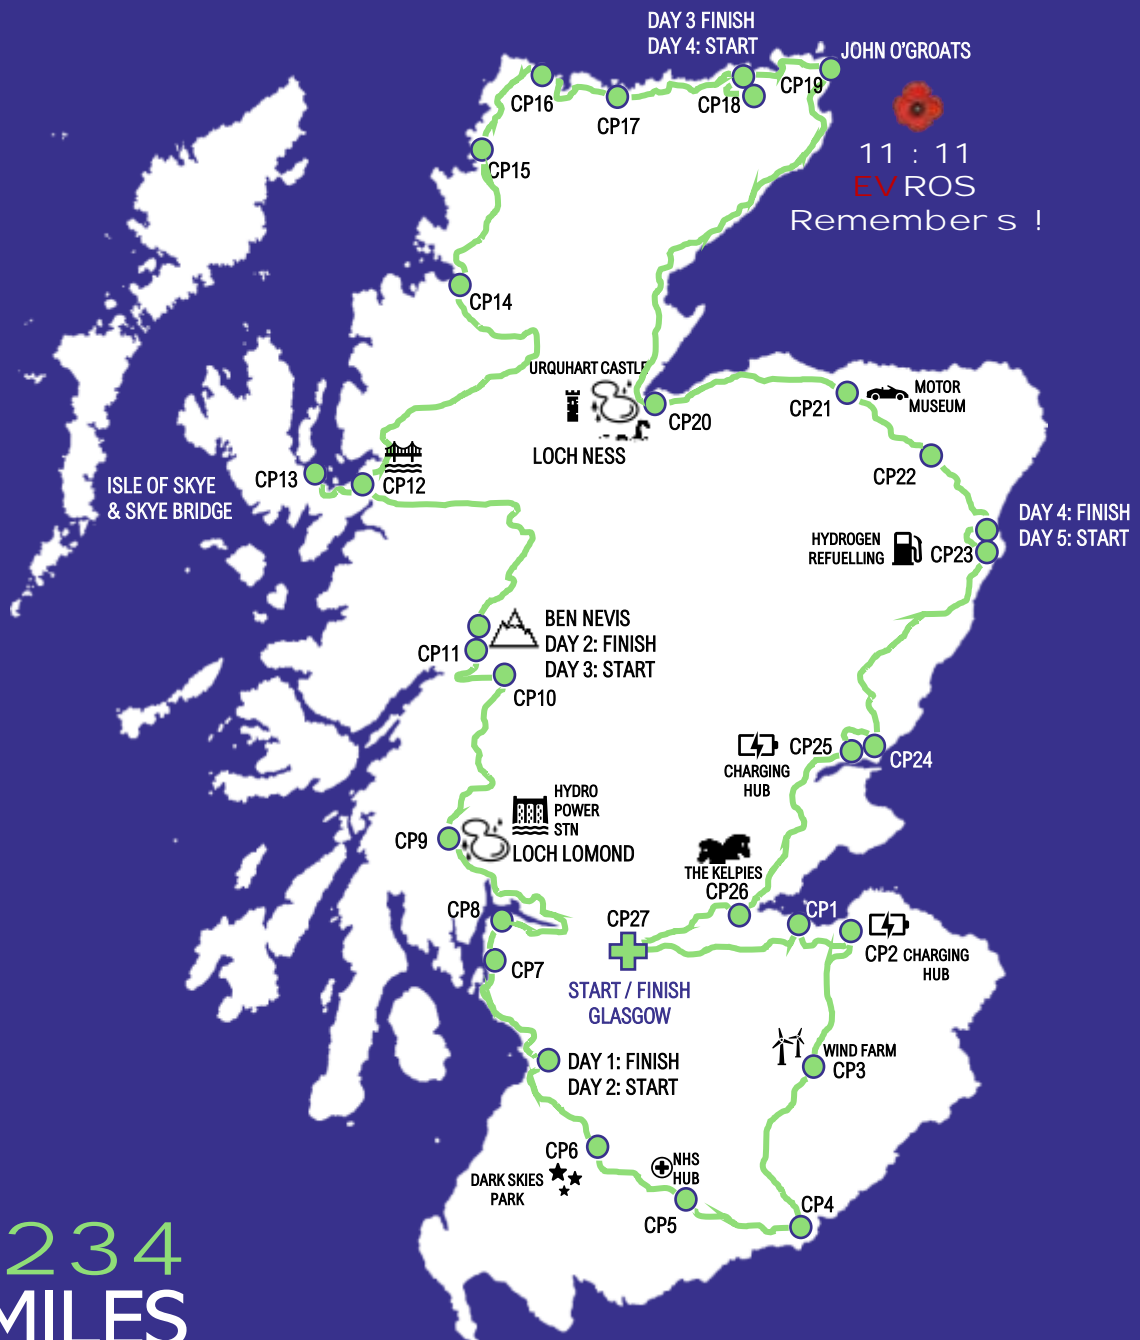 DAY 3 FINISH
DAY 4: START
JOHN O'GROATS
CP16
CP17
CP18
CP19
11 : 11
EVROS
Remembers !
CP15
CP14
URQUHART CASTLE
CP20
LOCH NESS
CP21
MOTOR
MUSEUM
CP22
CP13
CP12
ISLE OF SKYE
& SKYE BRIDGE
DAY 4: FINISH
DAY 5: START
HYDROGEN
REFUELLING
CP23
BEN NEVIS
DAY 2: FINISH
DAY 3: START
CP11
CP10
CP25
CP24
CHARGING
HUB
HYDRO
POWER
STN
CP9
LOCH LOMOND
THE KELPIES
CP26
CP8
CP27
CP1
CP2 CHARGING
HUB
CP7
START / FINISH
GLASGOW
WIND FARM
CP3
DAY 1: FINISH
DAY 2: START
CP6
DARK SKIES
PARK
NHS
HUB
CP5
CP4
234
MILES